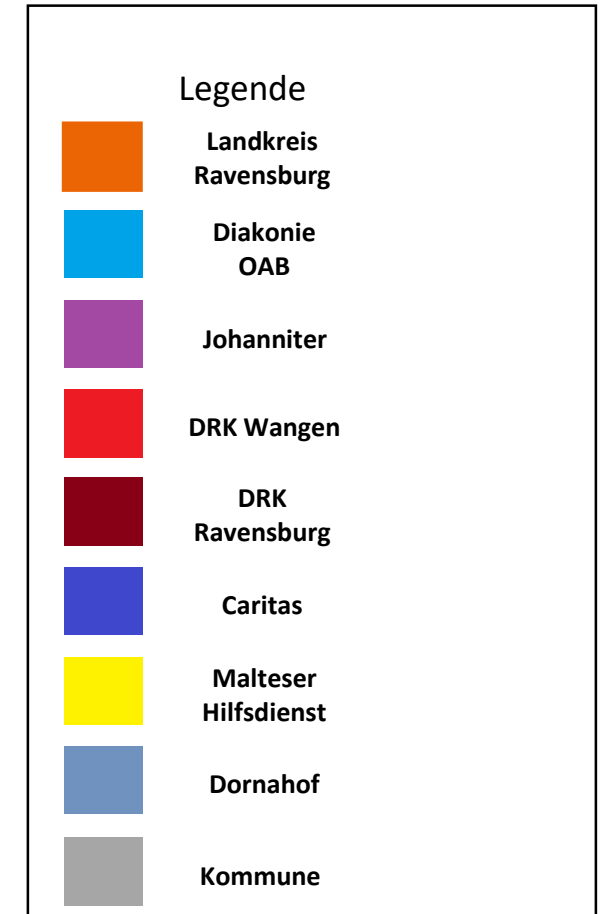 Legende
Landkreis
Ravensburg
Diakonie
OAB
Johanniter
DRK Wangen
DRK
Ravensburg
Caritas
Malteser
Hilfsdienst
Dornahof
Kommune